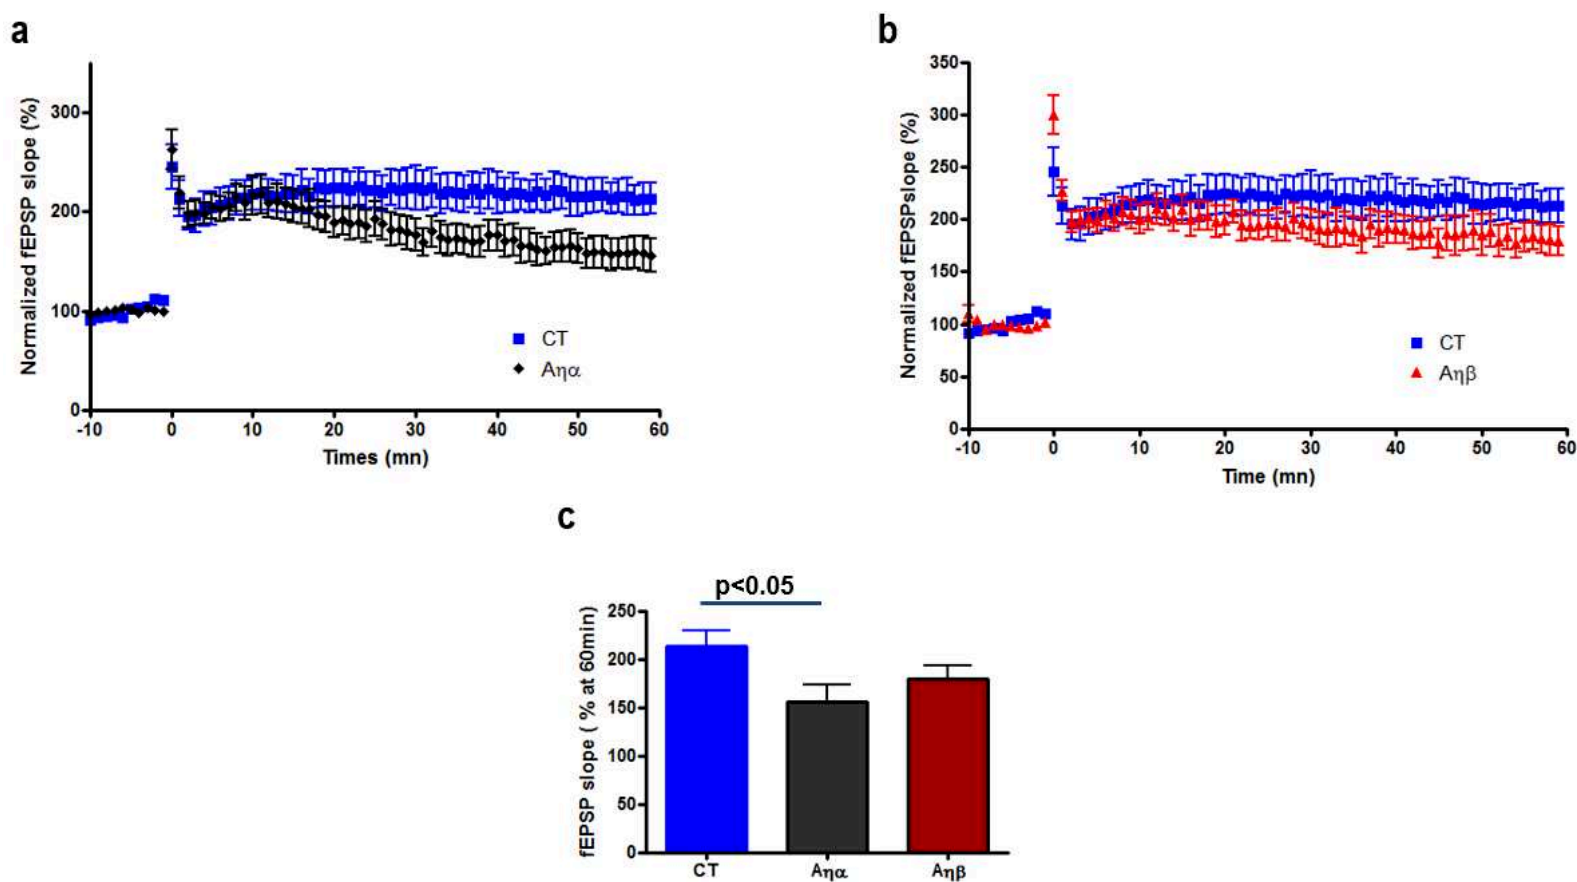 a
Normalized fEPSP slope (%)
300
200
100
0
-10 0 10 20 30 40 50 60
Times (mn)
CT
Aηα
b
Normalized fEPSPslope (%)
350
300
250
200
150
100
50
0
-10 0 10 20 30 40 50 60
Time (mn)
CT
Aηβ
c
p<0.05
fEPSP slope ( % at 60min)
250
200
150
100
50
0
CT Aηα Aηβ